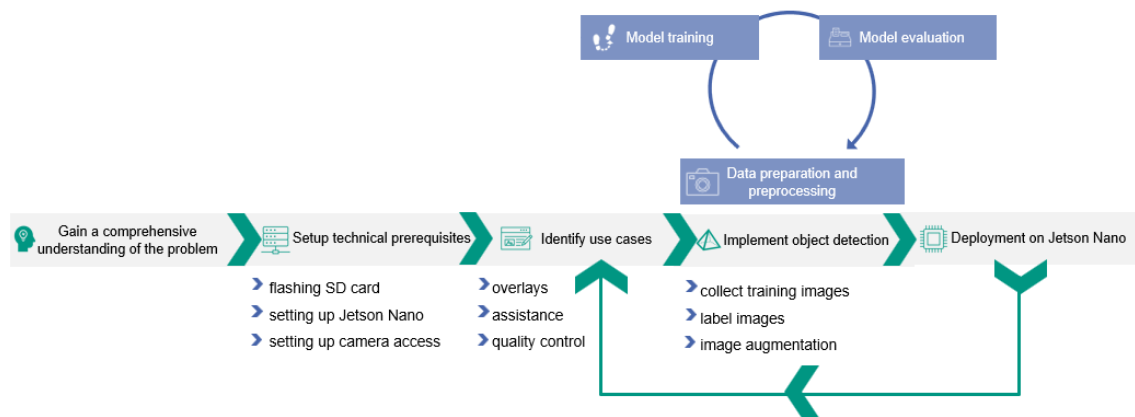 Model training
Model evaluation
Data preparation and
preprocessing
Gain a comprehensive
understanding of the problem
Setup technical prerequisites
Identify use cases
Implement object detection
Deployment on Jetson Nano
flashing SD card
setting up Jetson Nano
setting up camera access
overlays
assistance
quality control
collect training images
label images
image augmentation